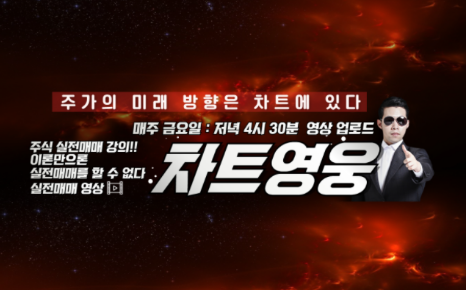 주가의 미래 방향은 차트에 있다
매주 금요일 : 저녁 4시 30분 영상 업로드
주식 실전매매 강의!!
이론만으론
실전매매를 할 수 없다
실전매매 영상
차트영웅